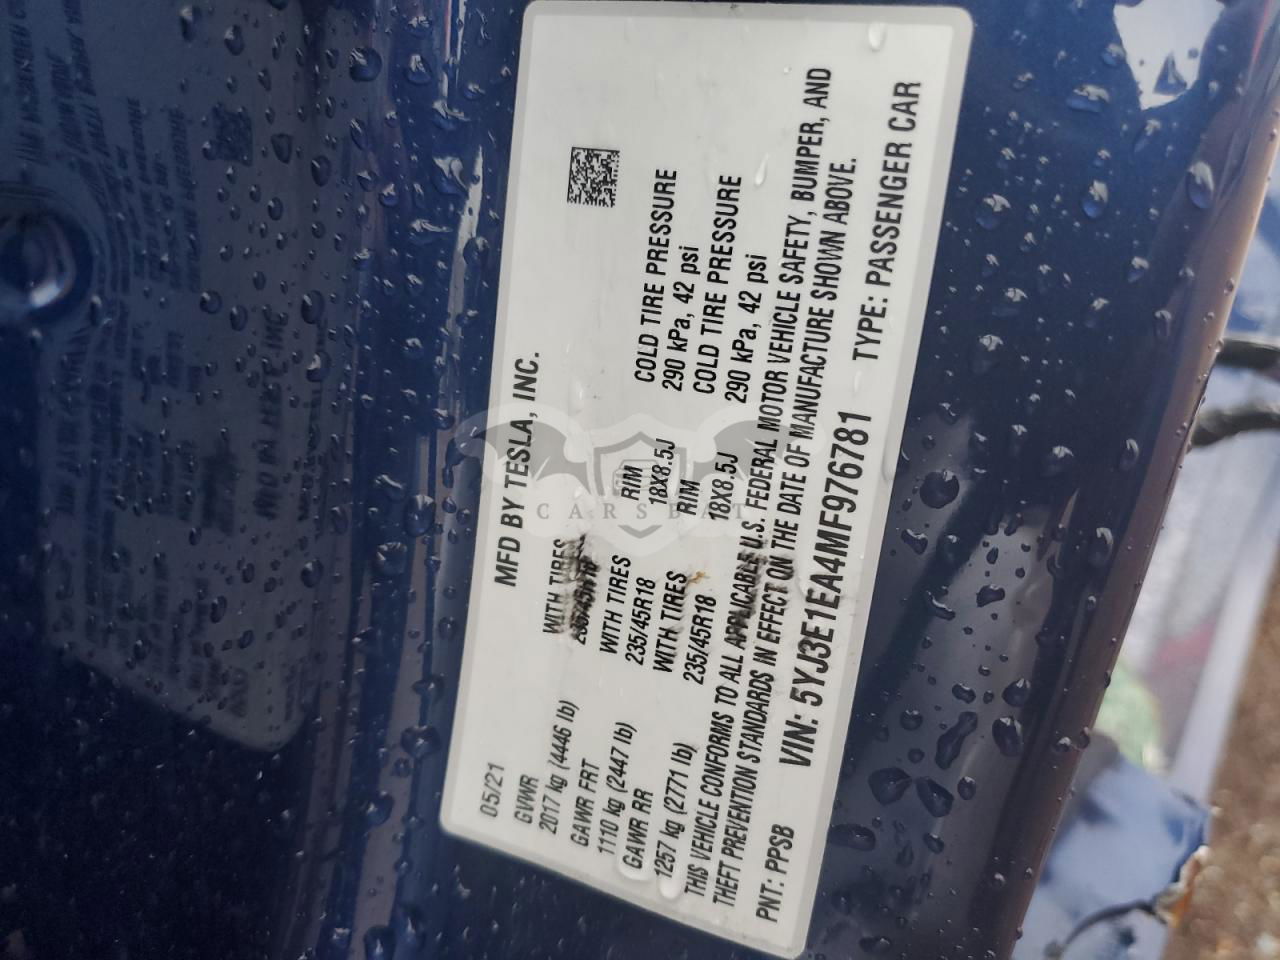 MFD BY TESLA, INC.
05/21
GVWR
2017 kg (4446 lb)
WITH TIRES
235/45R18
GAWR FRT
1110 kg (2447 lb)
WITH TIRES
235/45R18
RIM
18X8.5J
COLD TIRE PRESSURE
290 kPa, 42 psi
GAWR RR
1257 kg (2771 lb)
WITH TIRES
235/45R18
RIM
18X8.5J
COLD TIRE PRESSURE
290 kPa, 42 psi
THIS VEHICLE CONFORMS TO ALL APPLICABLE U.S. FEDERAL MOTOR VEHICLE SAFETY, BUMPER, AND
THEFT PREVENTION STANDARDS IN EFFECT ON THE DATE OF MANUFACTURE SHOWN ABOVE.
PNT: PPSB
VIN: 5YJ3E1EA4MF976781
TYPE: PASSENGER CAR